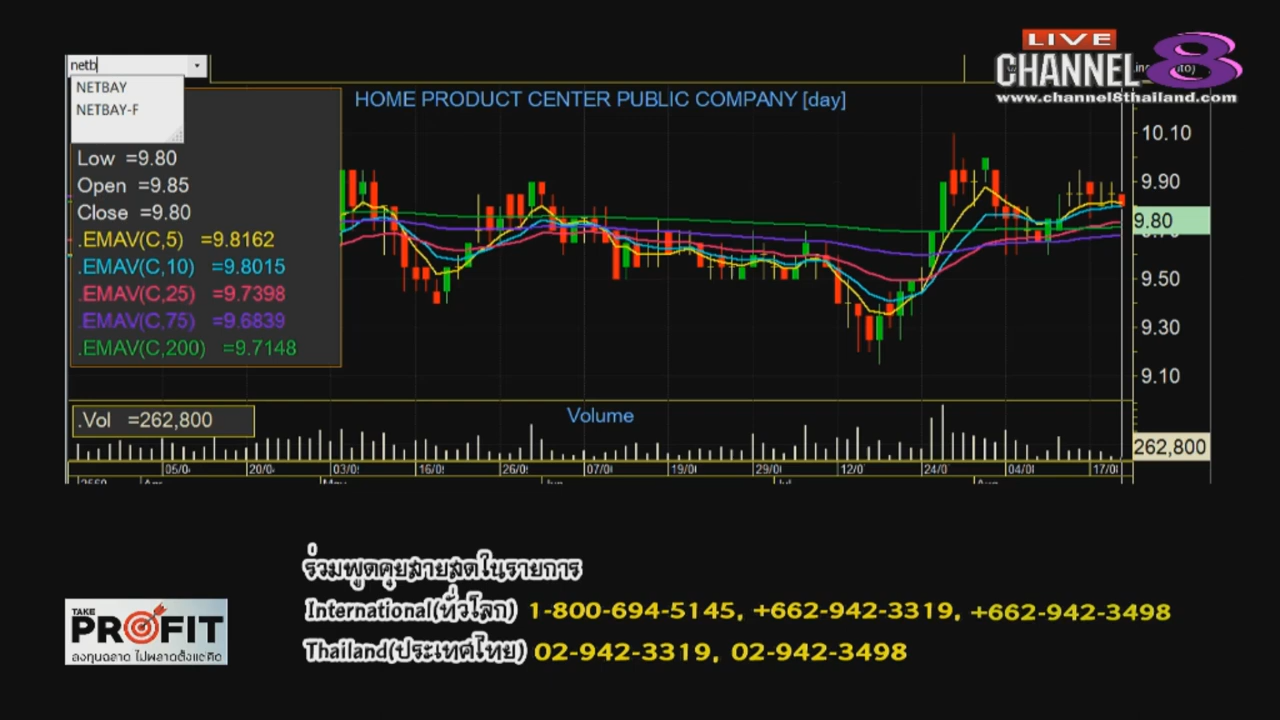 netb
NETBAY
NETBAY-F
LIVE
CHANNEL 8
www.channel8thailand.com
HOME PRODUCT CENTER PUBLIC COMPANY [day]
Low =9.80
Open =9.85
Close =9.80
.EMAV(C,5) =9.8162
.EMAV(C,10) =9.8015
.EMAV(C,25) =9.7398
.EMAV(C,75) =9.6839
.EMAV(C,200) =9.7148
10.10
9.90
9.80
9.50
9.30
9.10
.Vol =262,800
Volume
262,800
05/0 20/0 03/0 16/0 26/0 07/0 19/0 29/0 12/0 24/0 04/0 17/0
ร่วมพูดคุยสายสดในรายการ
International(ทั่วโลก) 1-800-694-5145, +662-942-3319, +662-942-3498
Thailand(ประเทศไทย) 02-942-3319, 02-942-3498
TAKE
PROFIT
ลงทุนฉลาด ไม่พลาดตั้งแต่คิด